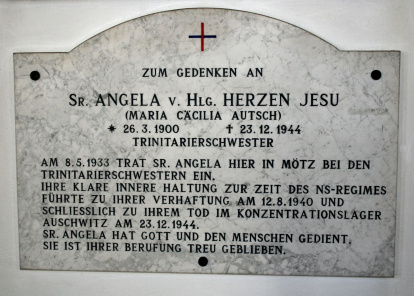 ZUM GEDENKEN AN
SR. ANGELA V. HLG. HERZEN JESU
(MARIA CÄCILIA AUTSCH)
* 26.3.1900 † 23.12.1944
TRINITARIERSCHWESTER
AM 8.5.1933 TRAT SR. ANGELA HIER IN MÖTZ BEI DEN
TRINITARIERSCHWESTERN EIN.
IHRE KLARE INNERE HALTUNG ZUR ZEIT DES NS-REGIMES
FÜHRTE ZU IHRER VERHAFTUNG AM 12.8.1940 UND
SCHLIESSLICH ZU IHREM TOD IM KONZENTRATIONSLAGER
AUSCHWITZ AM 23.12.1944.
SR. ANGELA HAT GOTT UND DEN MENSCHEN GEDIENT,
SIE IST IHRER BERUFUNG TREU GEBLIEBEN.